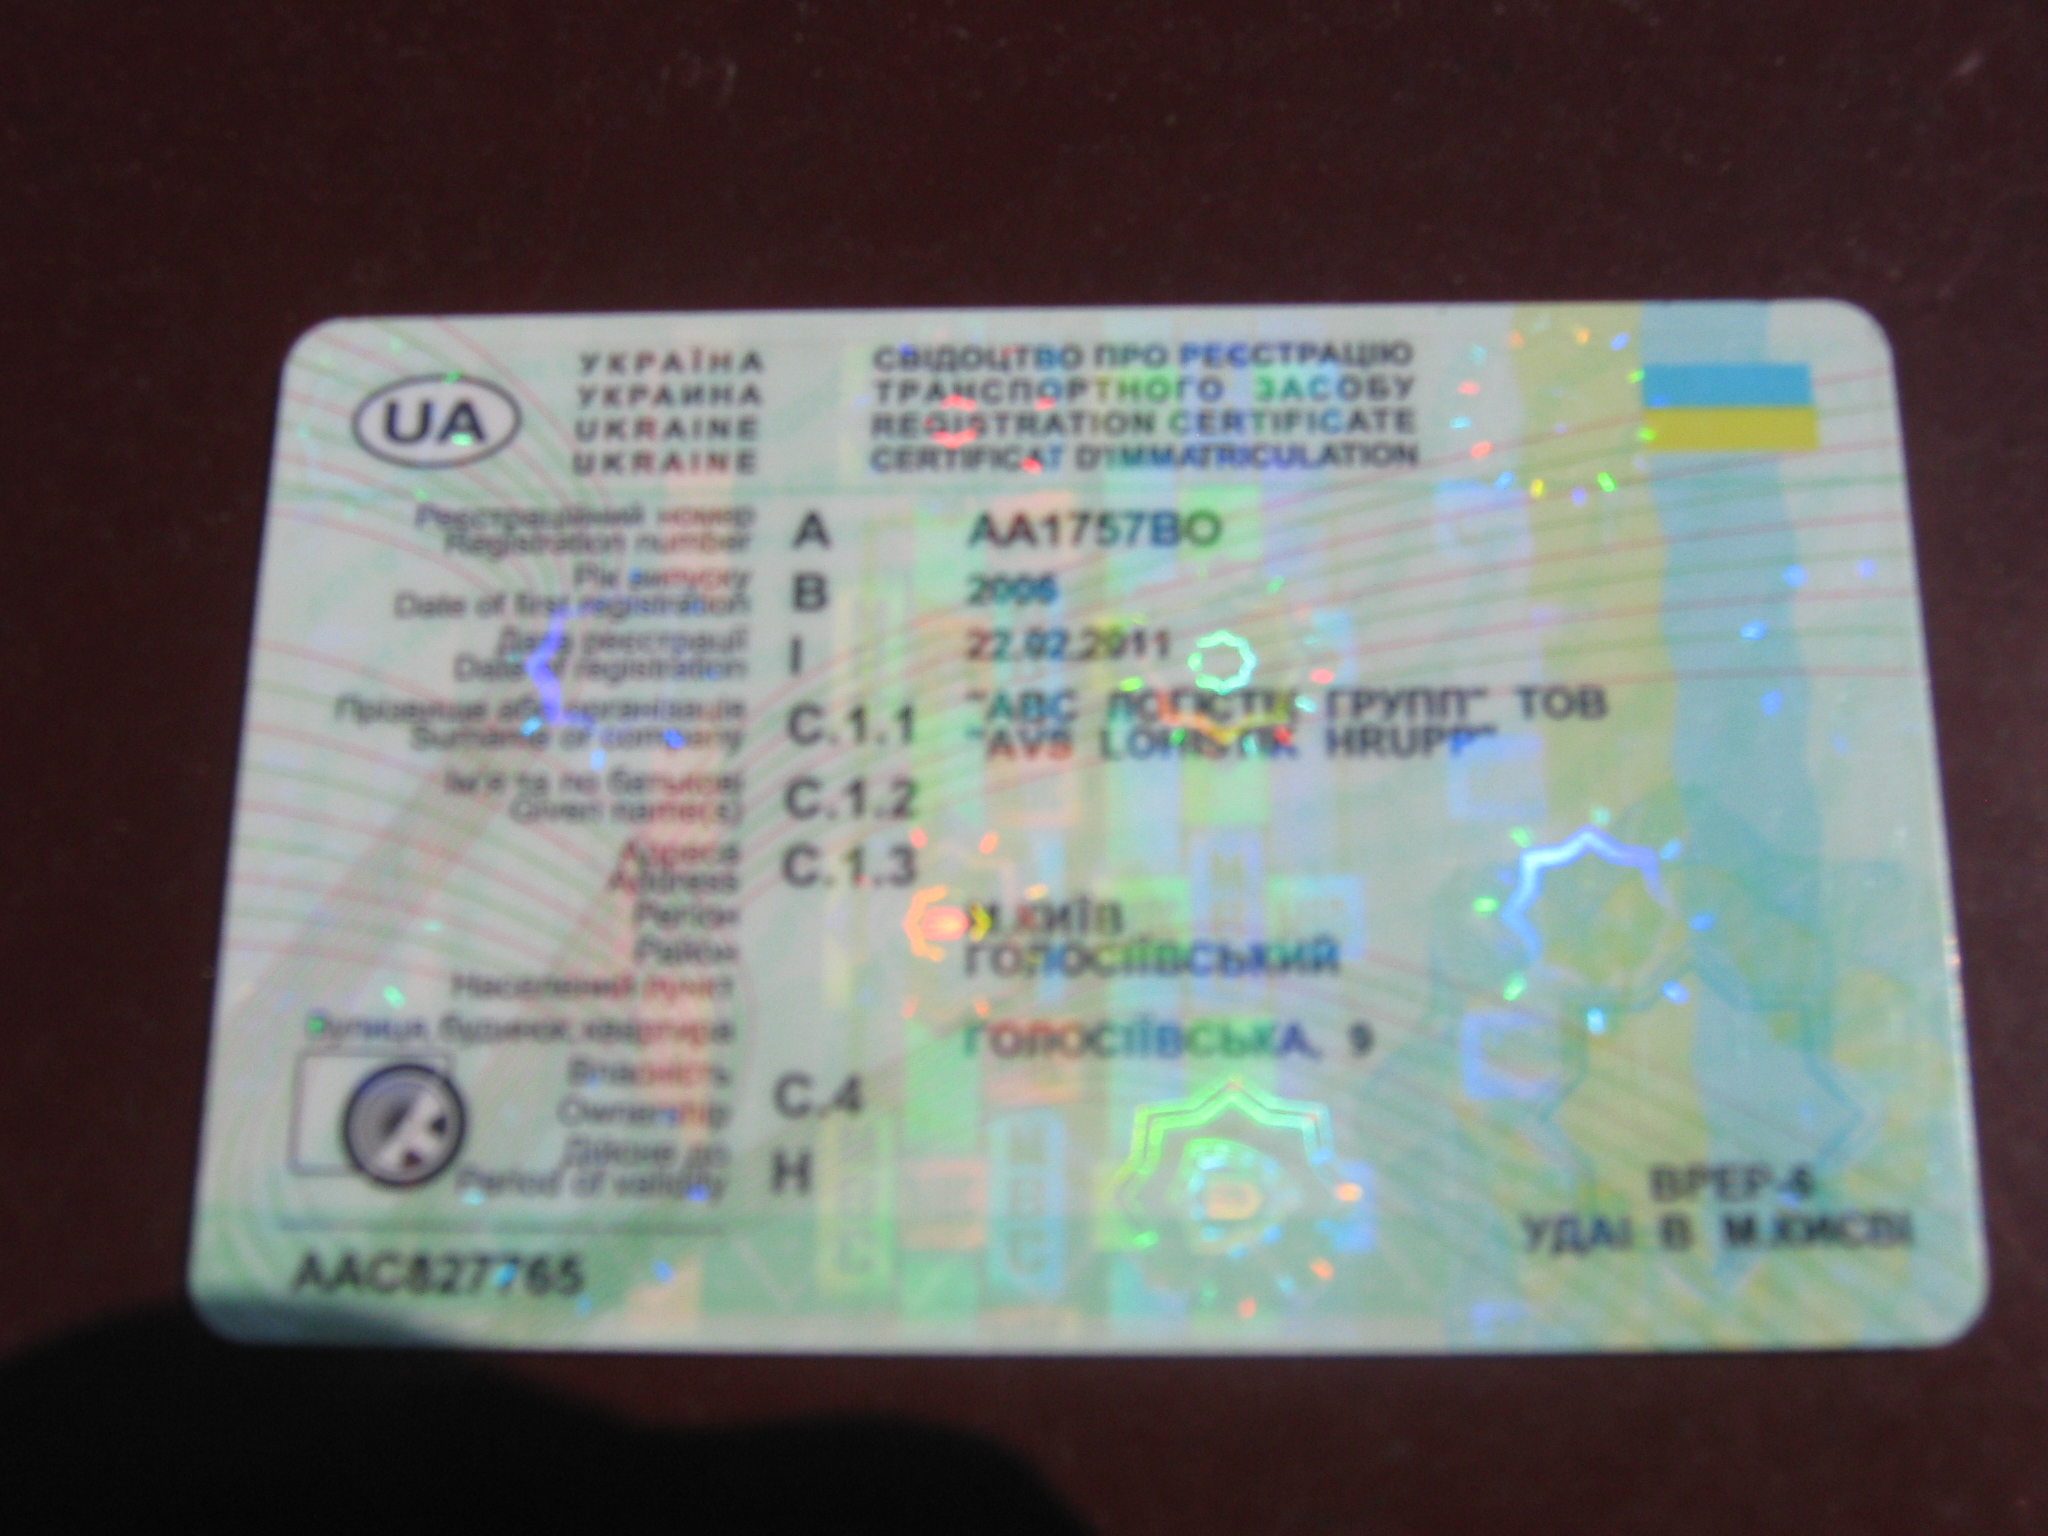 UA
УКРАЇНА
УКРАИНА
UKRAINE
UKRAINE
СВІДОЦТВО ПРО РЕЄСТРАЦІЮ
ТРАНСПОРТНОГО ЗАСОБУ
REGISTRATION CERTIFICATE
CERTIFICAT D'IMMATRICULATION
Реєстраційний номер A AA1757BO
Registration number
Рік випуску B 2006
Date of first registration
Дата реєстрації I 22.02.2011
Date of registration
Прізвище або організація C.1.1 "АВС ЛОГІСТІК ГРУПП" ТОВ
Surname or company "AVS LOHISTIK HRUPP"
Ім'я та по батькові C.1.2
Given name(s)
Адреса C.1.3
Address
Регіон М.КИЇВ
Район ГОЛОСІЇВСЬКИЙ
Населений пункт
Вулиця, будинок, квартира ГОЛОСІЇВСЬКА, 9
Власність C.4
Ownership
Дійсне до H
Period of validity
ВРЕР-6
УДАІ В М.КИЄВІ
AAC827765
МВС
МВС